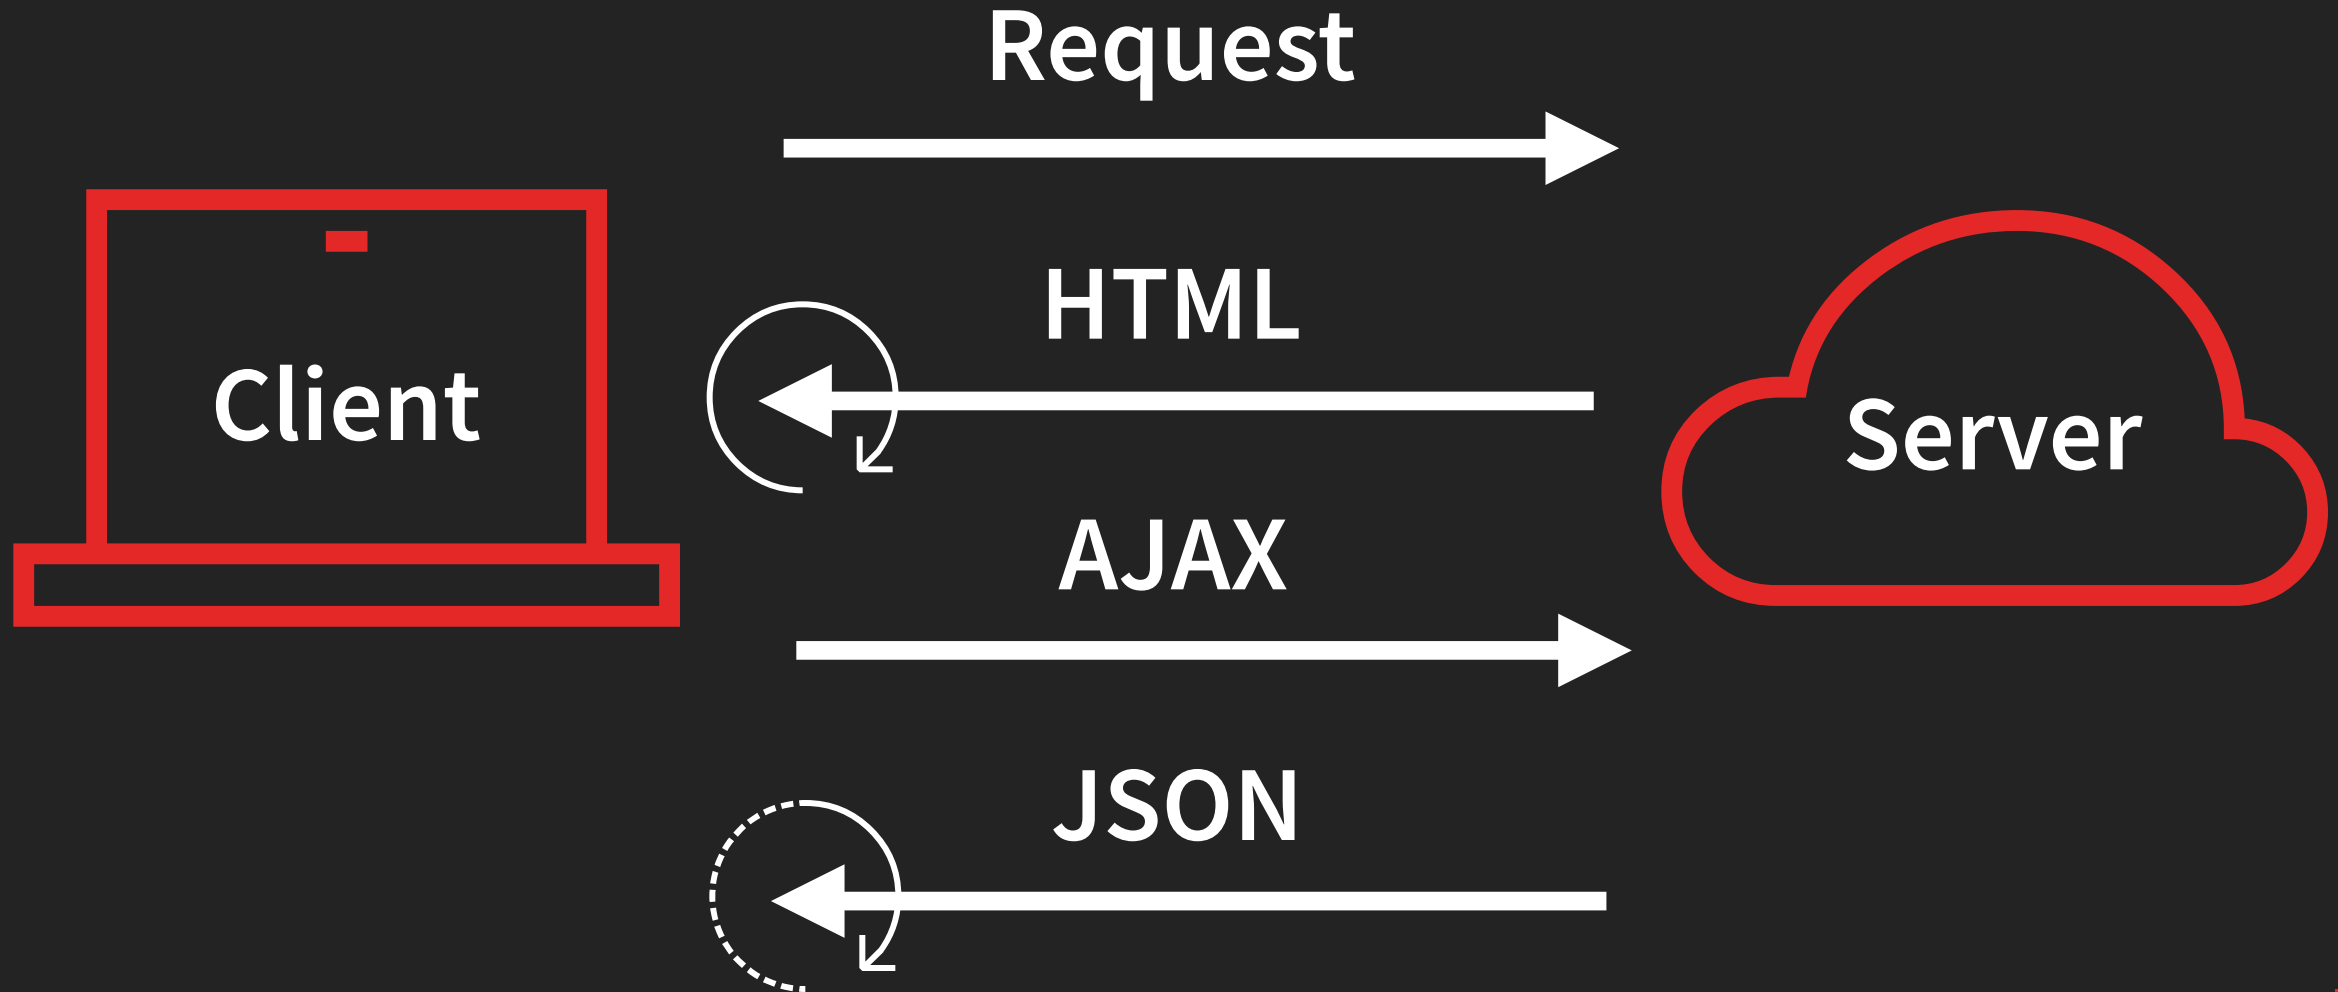 Request
HTML
Client
Server
AJAX
JSON